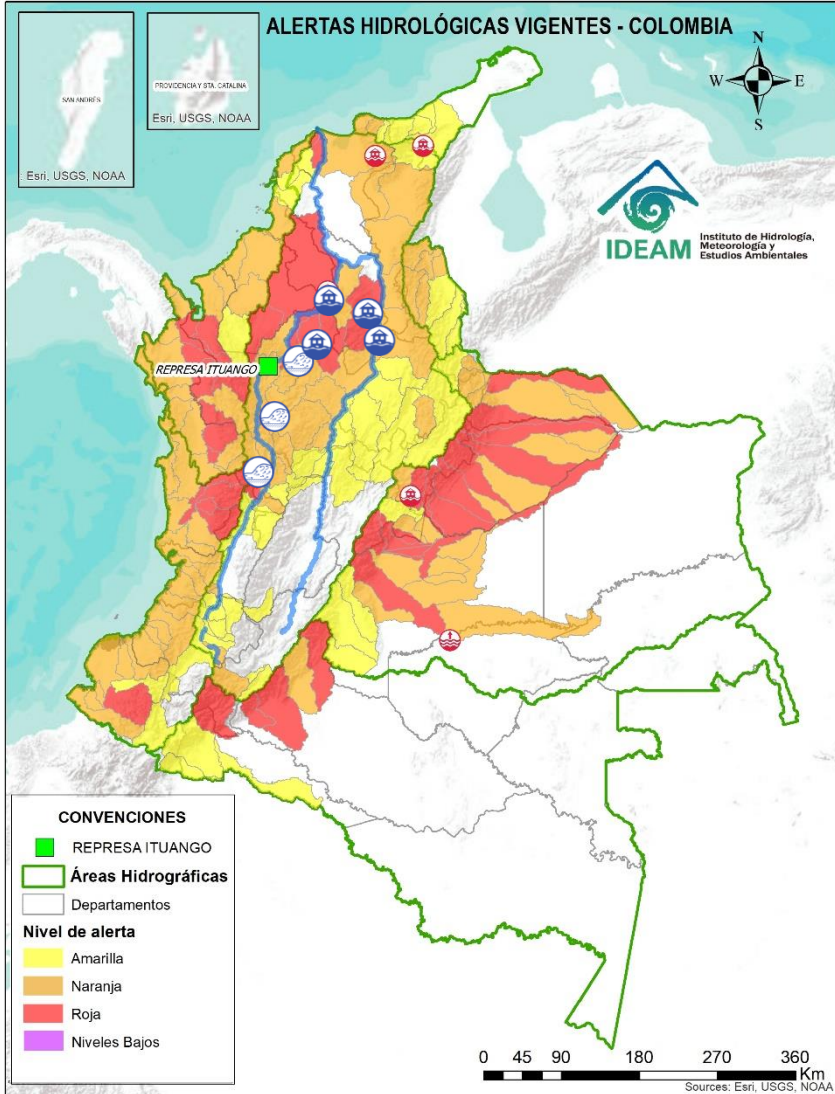 ALERTAS HIDROLÓGICAS VIGENTES - COLOMBIA
N
W
E
S
SAN ANDRÉS
Esri, USGS, NOAA
PROVIDENCIA Y STA. CATALINA
Esri, USGS, NOAA
IDEAM
Instituto de Hidrología,
Meteorología y
Estudios Ambientales
REPRESA ITUANGO
CONVENCIONES
REPRESA ITUANGO
Áreas Hidrográficas
Departamentos
Nivel de alerta
Amarilla
Naranja
Roja
Niveles Bajos
0 45 90 180 270 360
Km
Sources: Esri, USGS, NOAA